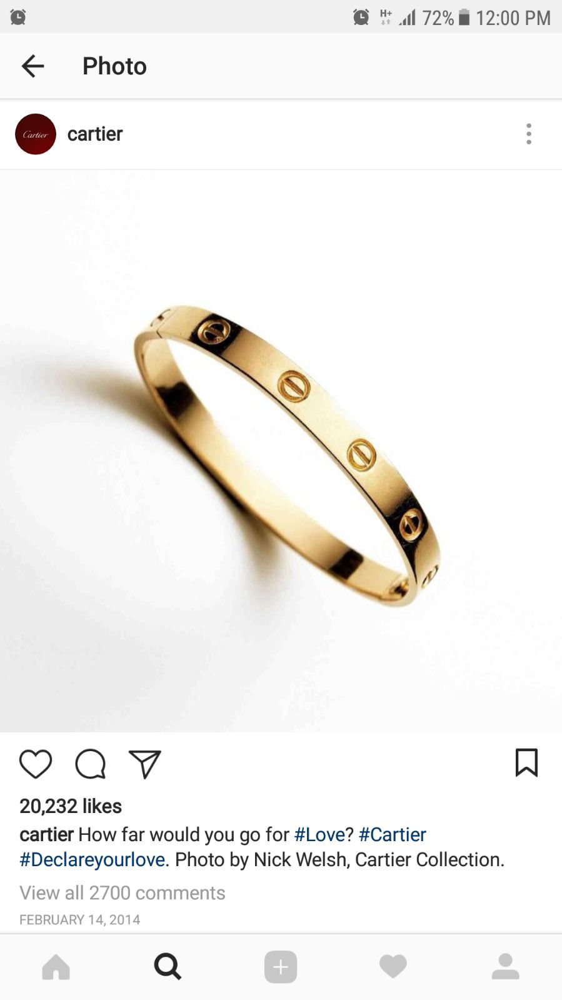 H+ 72% 12:00 PM
Photo
Cartier
cartier
20,232 likes
cartier How far would you go for #Love? #Cartier
#Declareyourlove. Photo by Nick Welsh, Cartier Collection.
View all 2700 comments
FEBRUARY 14, 2014